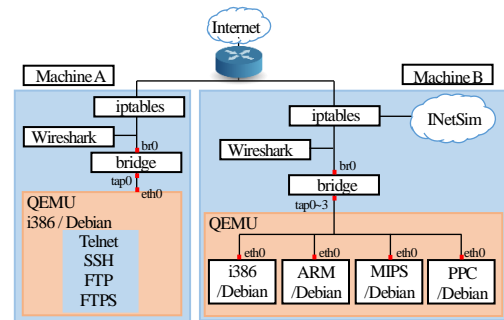 Internet
Machine A
Machine B
iptables
iptables
INetSim
Wireshark
Wireshark
br0
br0
bridge
bridge
tap0
eth0
tap0~3
QEMU
i386 / Debian
Telnet
SSH
FTP
FTPS
QEMU
eth0
eth0
eth0
eth0
i386
/Debian
ARM
/Debian
MIPS
/Debian
PPC
/Debian